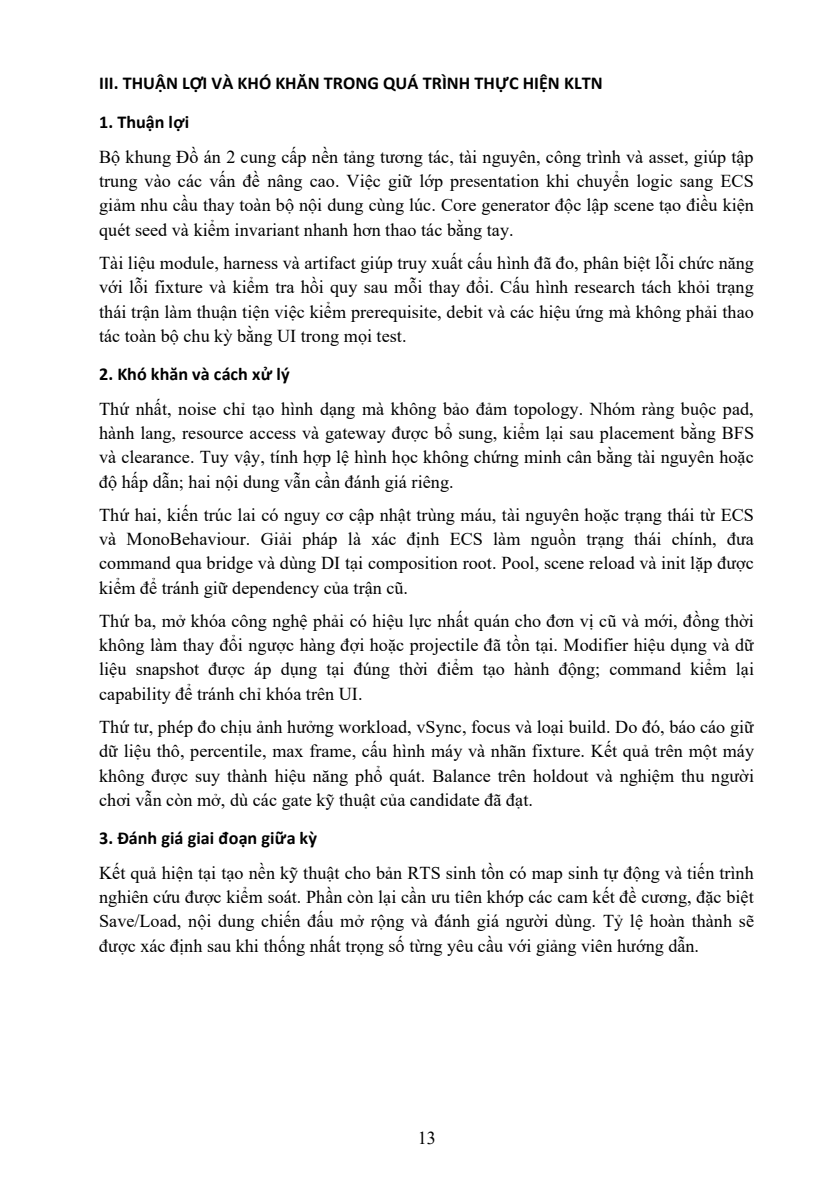 III. THUẬN LỢI VÀ KHÓ KHĂN TRONG QUÁ TRÌNH THỰC HIỆN KLTN
1. Thuận lợi
Bộ khung Đồ án 2 cung cấp nền tảng tương tác, tài nguyên, công trình và asset, giúp tập
trung vào các vấn đề nâng cao. Việc giữ lớp presentation khi chuyển logic sang ECS
giảm nhu cầu thay toàn bộ nội dung cùng lúc. Core generator độc lập scene tạo điều kiện
quét seed và kiểm invariant nhanh hơn thao tác bằng tay.
Tài liệu module, harness và artifact giúp truy xuất cấu hình đã đo, phân biệt lỗi chức năng
với lỗi fixture và kiểm tra hồi quy sau mỗi thay đổi. Cấu hình research tách khỏi trạng
thái trận làm thuận tiện việc kiểm prerequisite, debit và các hiệu ứng mà không phải thao
tác toàn bộ chu kỳ bằng UI trong mọi test.
2. Khó khăn và cách xử lý
Thứ nhất, noise chỉ tạo hình dạng mà không bảo đảm topology. Nhóm ràng buộc pad,
hành lang, resource access và gateway được bổ sung, kiểm lại sau placement bằng BFS
và clearance. Tuy vậy, tính hợp lệ hình học không chứng minh cân bằng tài nguyên hoặc
độ hấp dẫn; hai nội dung vẫn cần đánh giá riêng.
Thứ hai, kiến trúc lai có nguy cơ cập nhật trùng máu, tài nguyên hoặc trạng thái từ ECS
và MonoBehaviour. Giải pháp là xác định ECS làm nguồn trạng thái chính, đưa
command qua bridge và dùng DI tại composition root. Pool, scene reload và init lặp được
kiểm để tránh giữ dependency của trận cũ.
Thứ ba, mở khóa công nghệ phải có hiệu lực nhất quán cho đơn vị cũ và mới, đồng thời
không làm thay đổi ngược hàng đợi hoặc projectile đã tồn tại. Modifier hiệu dụng và dữ
liệu snapshot được áp dụng tại đúng thời điểm tạo hành động; command kiểm lại
capability để tránh chỉ khóa trên UI.
Thứ tư, phép đo chịu ảnh hưởng workload, vSync, focus và loại build. Do đó, báo cáo giữ
dữ liệu thô, percentile, max frame, cấu hình máy và nhãn fixture. Kết quả trên một máy
không được suy thành hiệu năng phổ quát. Balance trên holdout và nghiệm thu người
chơi vẫn còn mở, dù các gate kỹ thuật của candidate đã đạt.
3. Đánh giá giai đoạn giữa kỳ
Kết quả hiện tại tạo nền kỹ thuật cho bản RTS sinh tồn có map sinh tự động và tiến trình
nghiên cứu được kiểm soát. Phần còn lại cần ưu tiên khớp các cam kết đề cương, đặc biệt
Save/Load, nội dung chiến đấu mở rộng và đánh giá người dùng. Tỷ lệ hoàn thành sẽ
được xác định sau khi thống nhất trọng số từng yêu cầu với giảng viên hướng dẫn.
13